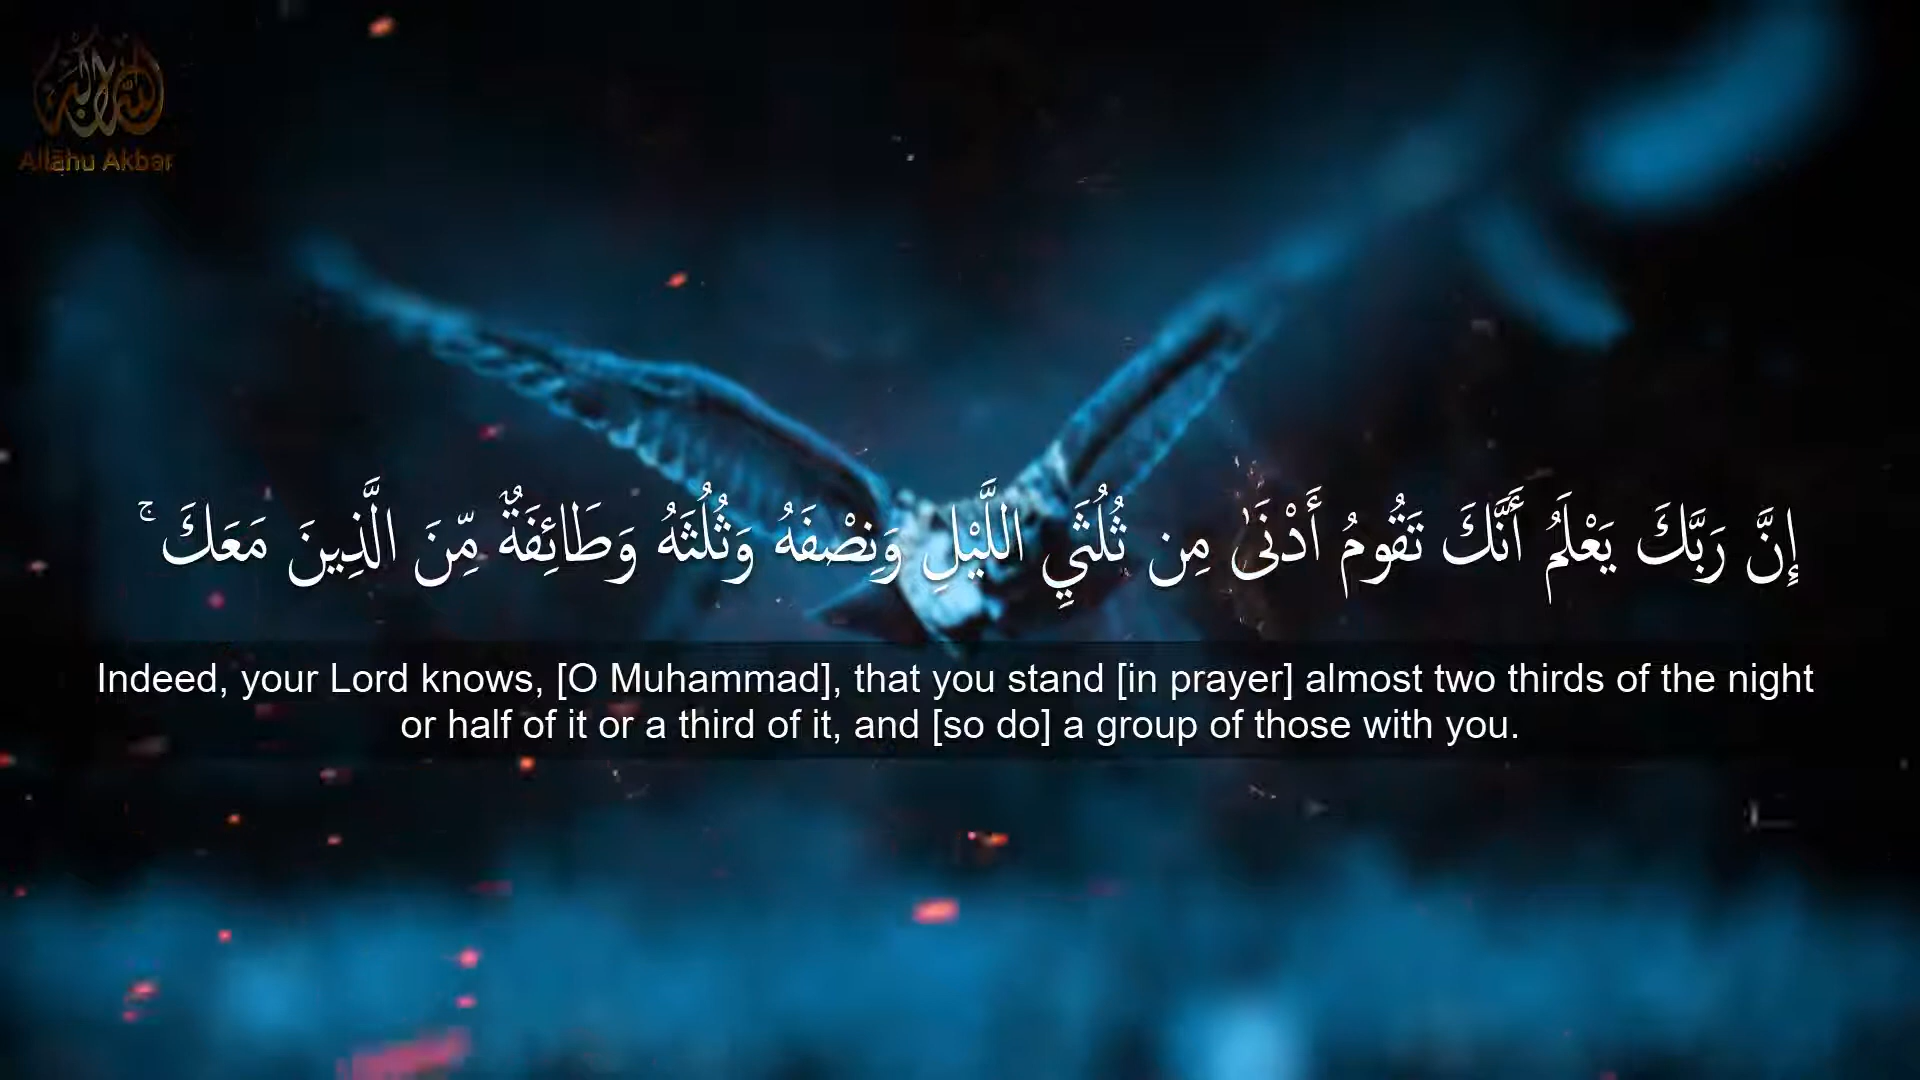 الله أكبر
Allāhu Akbar
إِنَّ رَبَّكَ يَعْلَمُ أَنَّكَ تَقُومُ أَدْنَىٰ مِن ثُلُثَيِ اللَّيْلِ وَنِصْفَهُ وَثُلُثَهُ وَطَائِفَةٌ مِّنَ الَّذِينَ مَعَكَ ۚ
Indeed, your Lord knows, [O Muhammad], that you stand [in prayer] almost two thirds of the night
or half of it or a third of it, and [so do] a group of those with you.